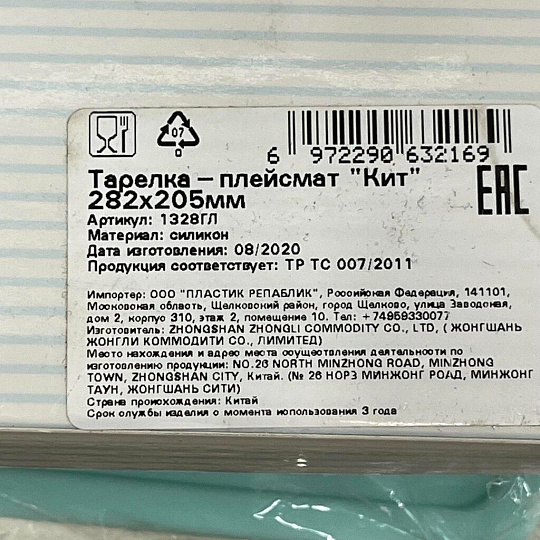 07
0
6 972290 632169
Тарелка – плейсмат "Кит"
282х205мм
EAC
Артикул: 1328ГЛ
Материал: силикон
Дата изготовления: 08/2020
Продукция соответствует: ТР ТС 007/2011
Импортер: ООО "ПЛАСТИК РЕПАБЛИК", Российская Федерация, 141101,
Московская область, Щелковский район, город Щелково, улица Заводская,
дом 2, корпус 310, этаж 2, помещение 10. Тел: +74959330077
Изготовитель: ZHONGSHAN ZHONGLI COMMODITY CO., LTD, ( ЖОНГШАНЬ
ЖОНГЛИ КОММОДИТИ СО., ЛИМИТЕД)
Место нахождения и адрес места осуществления деятельности по
изготовлению продукции: NO.26 NORTH MINZHONG ROAD, MINZHONG
TOWN, ZHONGSHAN CITY, Китай. (№ 26 НОРЗ МИНЖОНГ РОАД, МИНЖОНГ
ТАУН, ЖОНГШАНЬ СИТИ)
Страна происхождения: Китай
Срок службы изделия с момента использования 3 года